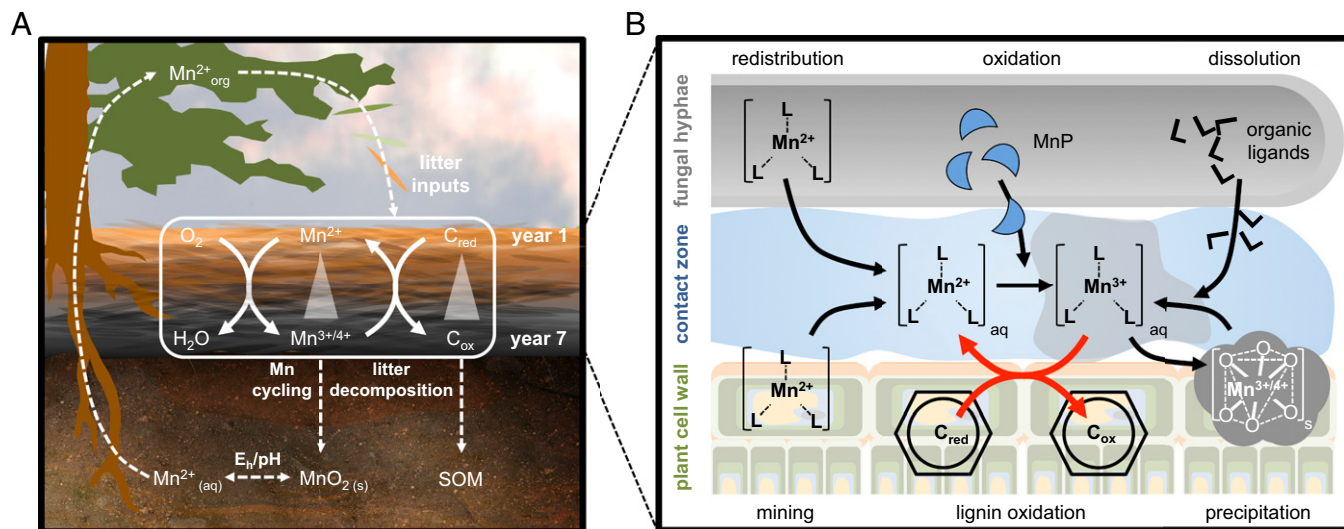 A
Mn2+org
litter
inputs
O2
Mn2+
Cred
year 1
H2O
Mn3+/4+
Cox
year 7
Mn
cycling
litter
decomposition
Mn2+(aq)
Eh/pH
MnO2 (s)
SOM
B
redistribution
oxidation
dissolution
fungal hyphae
L
Mn2+
L
L
MnP
organic
ligands
contact zone
L
Mn2+
L
L
aq
L
Mn3+
L
L
aq
plant cell wall
L
Mn2+
L
L
Cred
Cox
O
O
O
Mn3+/4+
O
O
O
s
mining
lignin oxidation
precipitation